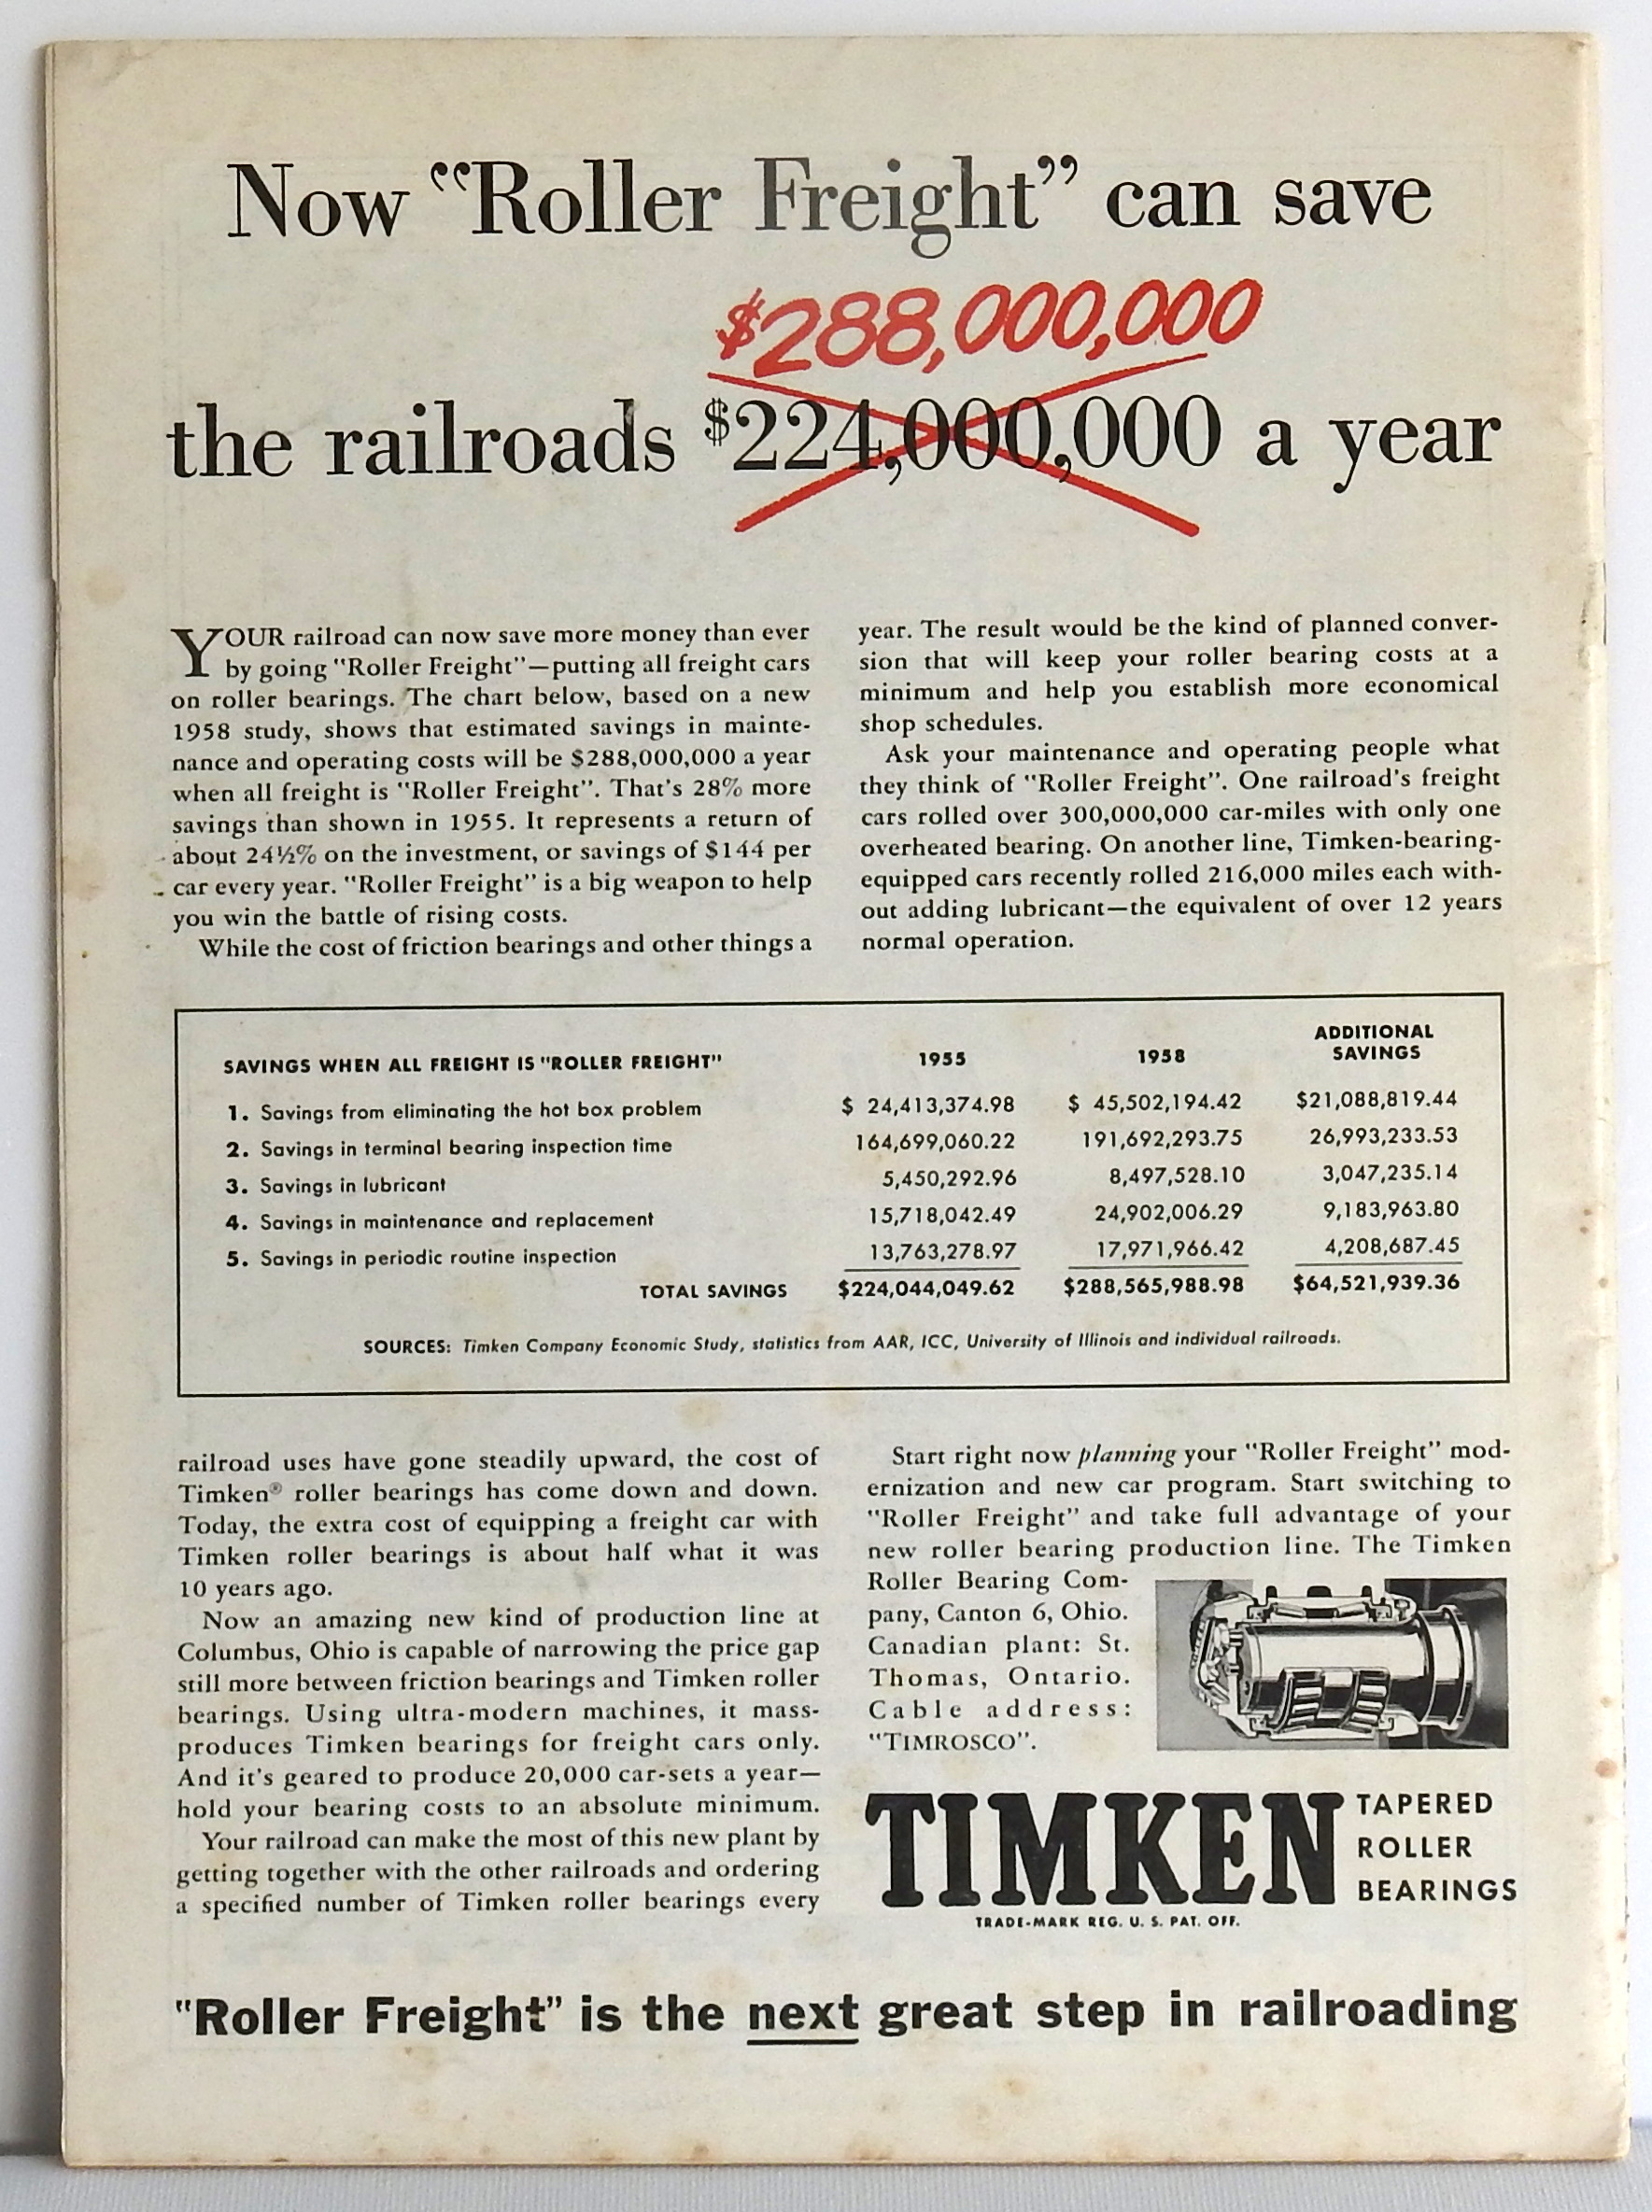 Now “Roller Freight” can save
$288,000,000
the railroads $224,000,000 a year
YOUR railroad can now save more money than ever
by going "Roller Freight"—putting all freight cars
on roller bearings. The chart below, based on a new
1958 study, shows that estimated savings in mainte-
nance and operating costs will be $288,000,000 a year
when all freight is "Roller Freight". That's 28% more
savings than shown in 1955. It represents a return of
about 24½% on the investment, or savings of $144 per
car every year. "Roller Freight" is a big weapon to help
you win the battle of rising costs.
While the cost of friction bearings and other things a
year. The result would be the kind of planned conver-
sion that will keep your roller bearing costs at a
minimum and help you establish more economical
shop schedules.
Ask your maintenance and operating people what
they think of "Roller Freight". One railroad's freight
cars rolled over 300,000,000 car-miles with only one
overheated bearing. On another line, Timken-bearing-
equipped cars recently rolled 216,000 miles each with-
out adding lubricant—the equivalent of over 12 years
normal operation.
SAVINGS WHEN ALL FREIGHT IS "ROLLER FREIGHT" 1955 1958 ADDITIONAL SAVINGS
1. Savings from eliminating the hot box problem $ 24,413,374.98 $ 45,502,194.42 $21,088,819.44
2. Savings in terminal bearing inspection time 164,699,060.22 191,692,293.75 26,993,233.53
3. Savings in lubricant 5,450,292.96 8,497,528.10 3,047,235.14
4. Savings in maintenance and replacement 15,718,042.49 24,902,006.29 9,183,963.80
5. Savings in periodic routine inspection 13,763,278.97 17,971,966.42 4,208,687.45
TOTAL SAVINGS $224,044,049.62 $288,565,988.98 $64,521,939.36
SOURCES: Timken Company Economic Study, statistics from AAR, ICC, University of Illinois and individual railroads.
railroad uses have gone steadily upward, the cost of
Timken® roller bearings has come down and down.
Today, the extra cost of equipping a freight car with
Timken roller bearings is about half what it was
10 years ago.
Now an amazing new kind of production line at
Columbus, Ohio is capable of narrowing the price gap
still more between friction bearings and Timken roller
bearings. Using ultra-modern machines, it mass-
produces Timken bearings for freight cars only.
And it's geared to produce 20,000 car-sets a year—
hold your bearing costs to an absolute minimum.
Your railroad can make the most of this new plant by
getting together with the other railroads and ordering
a specified number of Timken roller bearings every
Start right now planning your "Roller Freight" mod-
ernization and new car program. Start switching to
"Roller Freight" and take full advantage of your
new roller bearing production line. The Timken
Roller Bearing Com-
pany, Canton 6, Ohio.
Canadian plant: St.
Thomas, Ontario.
Cable address:
"TIMROSCO".
TIMKEN
TAPERED
ROLLER
BEARINGS
TRADE-MARK REG. U. S. PAT. OFF.
"Roller Freight" is the next great step in railroading